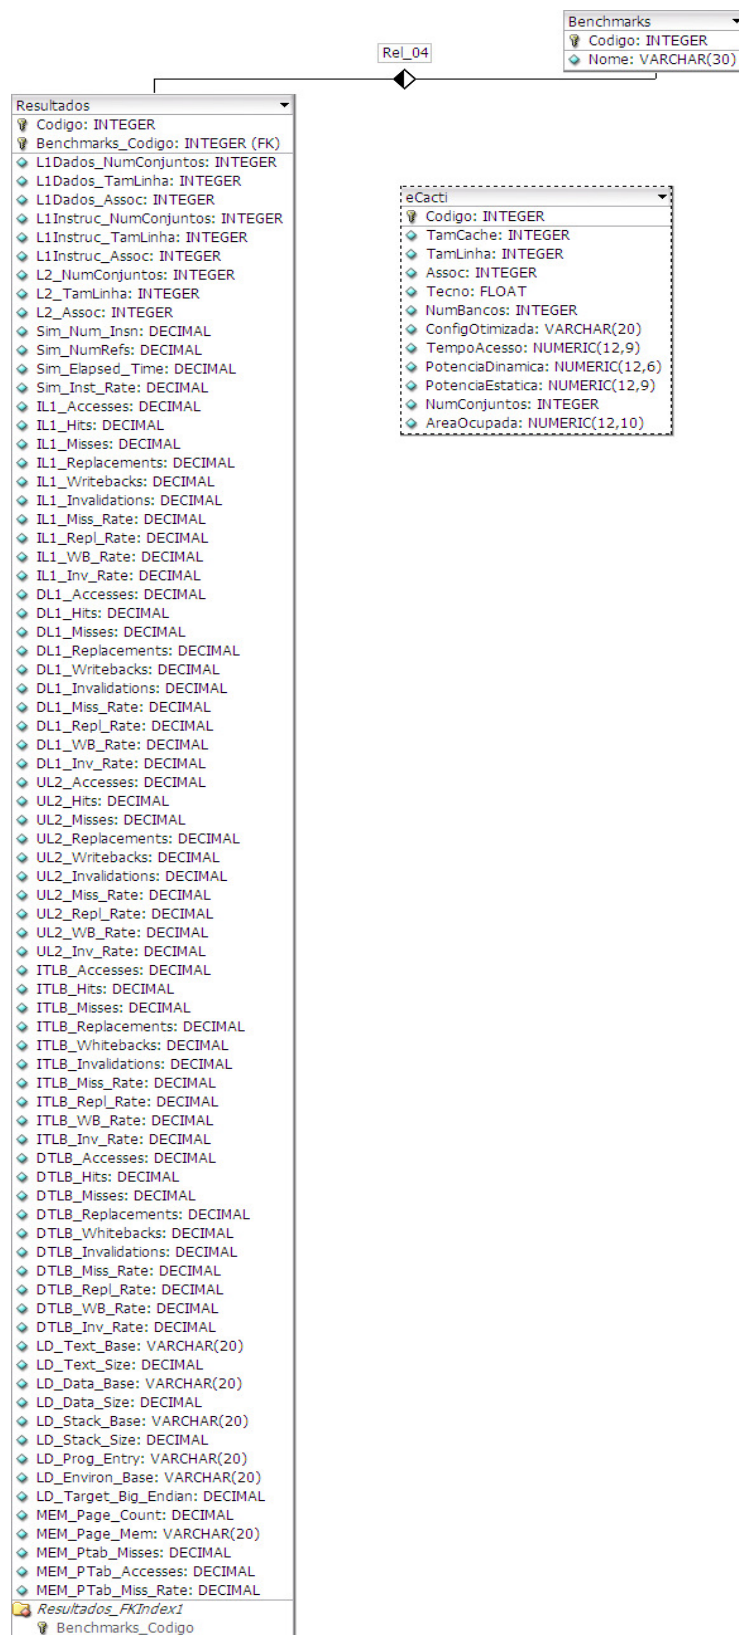 Benchmarks
Codigo: INTEGER
Nome: VARCHAR(30)
Rel_04
Resultados
Codigo: INTEGER
Benchmarks_Codigo: INTEGER (FK)
L1Dados_NumConjuntos: INTEGER
L1Dados_TamLinha: INTEGER
L1Dados_Assoc: INTEGER
L1Instruc_NumConjuntos: INTEGER
L1Instruc_TamLinha: INTEGER
L1Instruc_Assoc: INTEGER
L2_NumConjuntos: INTEGER
L2_TamLinha: INTEGER
L2_Assoc: INTEGER
Sim_Num_Insn: DECIMAL
Sim_NumRefs: DECIMAL
Sim_Elapsed_Time: DECIMAL
Sim_Inst_Rate: DECIMAL
IL1_Accesses: DECIMAL
IL1_Hits: DECIMAL
IL1_Misses: DECIMAL
IL1_Replacements: DECIMAL
IL1_Writebacks: DECIMAL
IL1_Invalidations: DECIMAL
IL1_Miss_Rate: DECIMAL
IL1_Repl_Rate: DECIMAL
IL1_WB_Rate: DECIMAL
IL1_Inv_Rate: DECIMAL
DL1_Accesses: DECIMAL
DL1_Hits: DECIMAL
DL1_Misses: DECIMAL
DL1_Replacements: DECIMAL
DL1_Writebacks: DECIMAL
DL1_Invalidations: DECIMAL
DL1_Miss_Rate: DECIMAL
DL1_Repl_Rate: DECIMAL
DL1_WB_Rate: DECIMAL
DL1_Inv_Rate: DECIMAL
UL2_Accesses: DECIMAL
UL2_Hits: DECIMAL
UL2_Misses: DECIMAL
UL2_Replacements: DECIMAL
UL2_Writebacks: DECIMAL
UL2_Invalidations: DECIMAL
UL2_Miss_Rate: DECIMAL
UL2_Repl_Rate: DECIMAL
UL2_WB_Rate: DECIMAL
UL2_Inv_Rate: DECIMAL
ITLB_Accesses: DECIMAL
ITLB_Hits: DECIMAL
ITLB_Misses: DECIMAL
ITLB_Replacements: DECIMAL
ITLB_Whitebacks: DECIMAL
ITLB_Invalidations: DECIMAL
ITLB_Miss_Rate: DECIMAL
ITLB_Repl_Rate: DECIMAL
ITLB_WB_Rate: DECIMAL
ITLB_Inv_Rate: DECIMAL
DTLB_Accesses: DECIMAL
DTLB_Hits: DECIMAL
DTLB_Misses: DECIMAL
DTLB_Replacements: DECIMAL
DTLB_Whitebacks: DECIMAL
DTLB_Invalidations: DECIMAL
DTLB_Miss_Rate: DECIMAL
DTLB_Repl_Rate: DECIMAL
DTLB_WB_Rate: DECIMAL
DTLB_Inv_Rate: DECIMAL
LD_Text_Base: VARCHAR(20)
LD_Text_Size: DECIMAL
LD_Data_Base: VARCHAR(20)
LD_Data_Size: DECIMAL
LD_Stack_Base: VARCHAR(20)
LD_Stack_Size: DECIMAL
LD_Prog_Entry: VARCHAR(20)
LD_Environ_Base: VARCHAR(20)
LD_Target_Big_Endian: DECIMAL
MEM_Page_Count: DECIMAL
MEM_Page_Mem: VARCHAR(20)
MEM_Ptab_Misses: DECIMAL
MEM_PTab_Accesses: DECIMAL
MEM_PTab_Miss_Rate: DECIMAL
Resultados_FKIndex1
Benchmarks_Codigo
eCacti
Codigo: INTEGER
TamCache: INTEGER
TamLinha: INTEGER
Assoc: INTEGER
Tecno: FLOAT
NumBancos: INTEGER
ConfigOtimizada: VARCHAR(20)
TempoAcesso: NUMERIC(12,9)
PotenciaDinamica: NUMERIC(12,6)
PotenciaEstatica: NUMERIC(12,9)
NumConjuntos: INTEGER
AreaOcupada: NUMERIC(12,10)